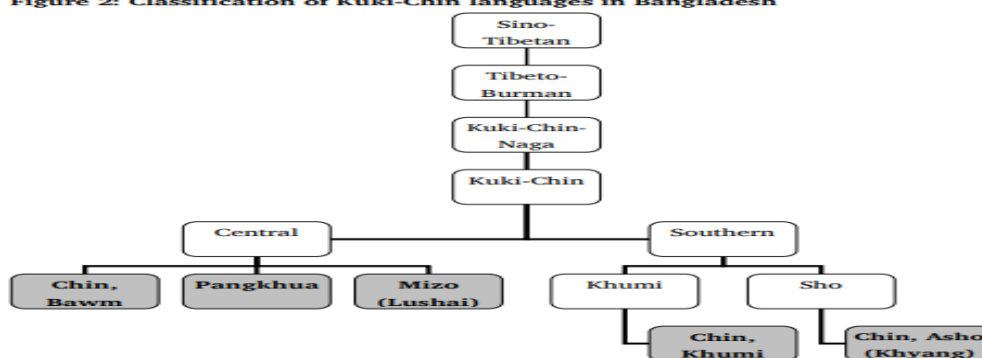 Figure 2: Classification of Kuki-Chin languages in Bangladesh
Sino-
Tibetan
Tibeto-
Burman
Kuki-Chin-
Naga
Kuki-Chin
Central
Southern
Chin,
Bawm
Pangkhua
Mizo
(Lushai)
Khumi
Sho
Chin,
Khumi
Chin, Asho
(Khyang)